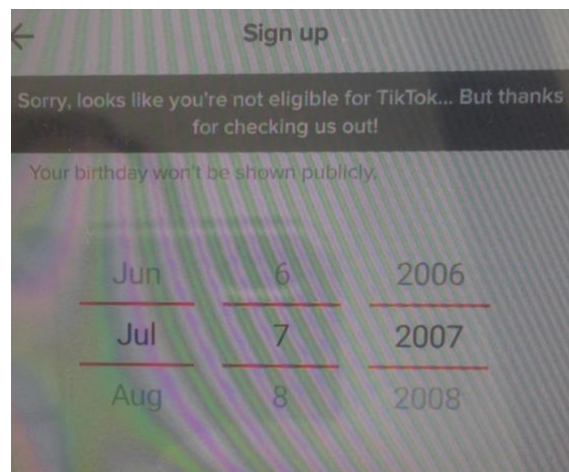 Sign up
Sorry, looks like you're not eligible for TikTok... But thanks
for checking us out!
Your birthday won't be shown publicly.
Jun 6 2006
Jul 7 2007
Aug 8 2008